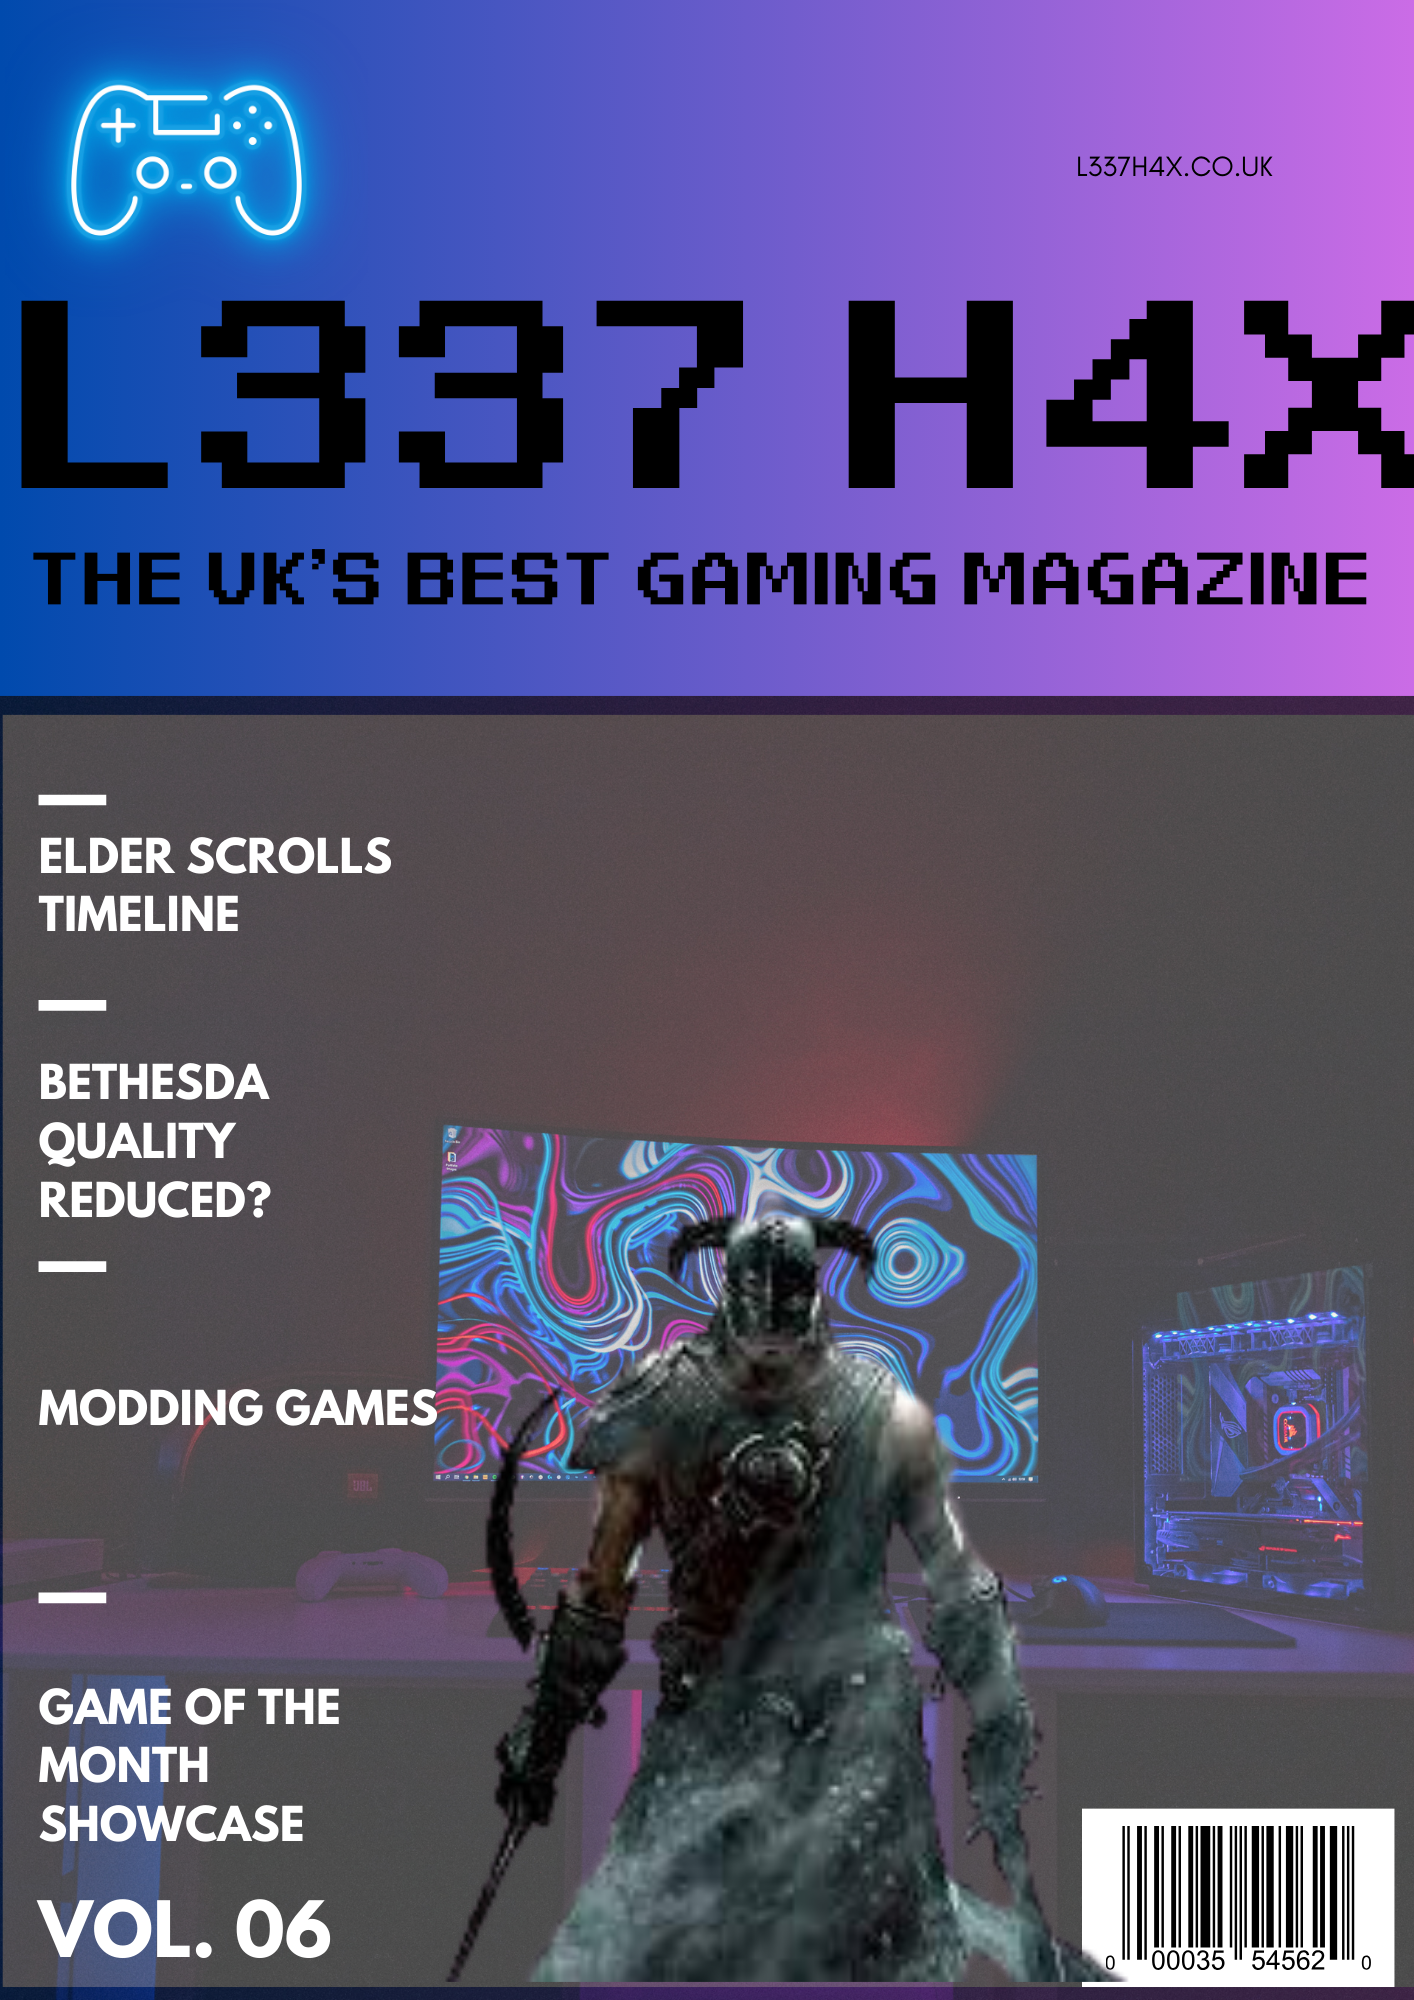 L337H4X.CO.UK
L337 H4X
THE UK'S BEST GAMING MAGAZINE
ELDER SCROLLS
TIMELINE
BETHESDA
QUALITY
REDUCED?
MODDING GAMES
JBL
GAME OF THE
MONTH
SHOWCASE
VOL. 06
0 00035 54562 0